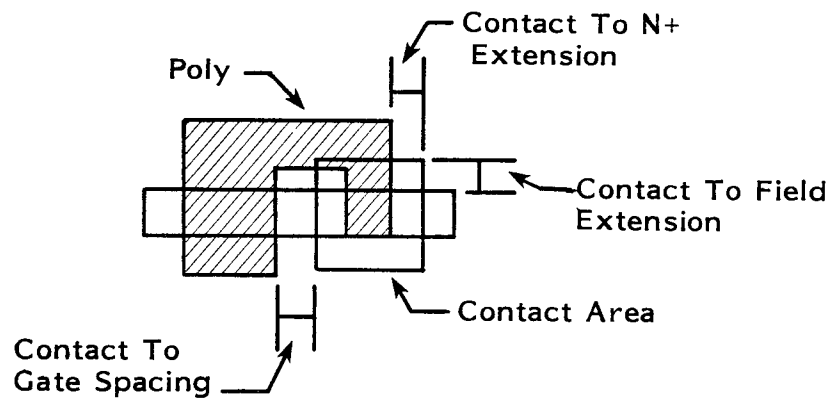 Contact To N+
Extension
Poly
Contact To Field
Extension
Contact Area
Contact To
Gate Spacing